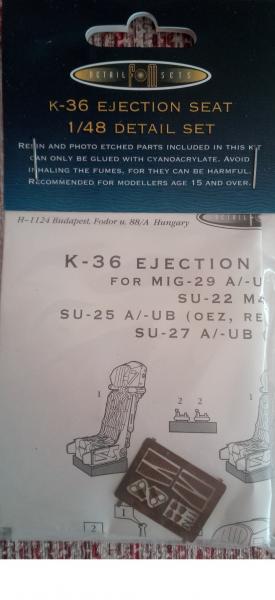 DETAIL SETS
K-36 EJECTION SEAT
1/48 DETAIL SET
RESIN AND PHOTO ETCHED PARTS INCLUDED IN THIS KIT
CAN ONLY BE GLUED WITH CYANOACRYLATE. AVOID
INHALING THE FUMES, FOR THEY CAN BE HARMFUL.
RECOMMENDED FOR MODELLERS AGE 15 AND OVER.
H-1124 Budapest, Fodor u. 88/A Hungary
K-36 EJECTION
FOR MIG-29 A/-U
SU-22 M4
SU-25 A/-UB (OEZ, RE
SU-27 A/-UB (
1
2 2
1
2